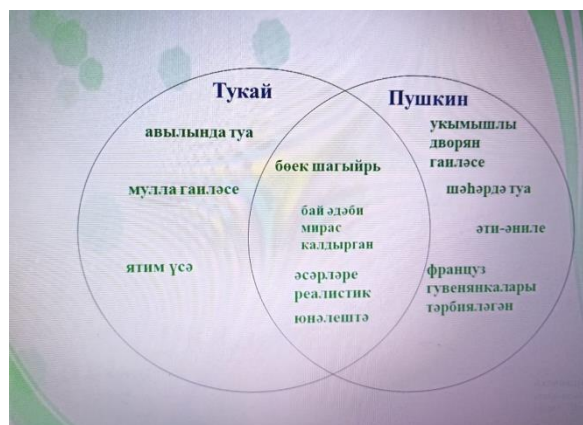 Тукай
авылында туа
мулла гаиләсе
ятим үсә
бөек шагыйрь
бай әдәби
мирас
калдырган
әсәрләре
реалистик
юнәлештә
Пушкин
укымышлы
дворян
гаиләсе
шәһәрдә туа
әти-әниле
француз
гувенянкалары
тәрбияләгән